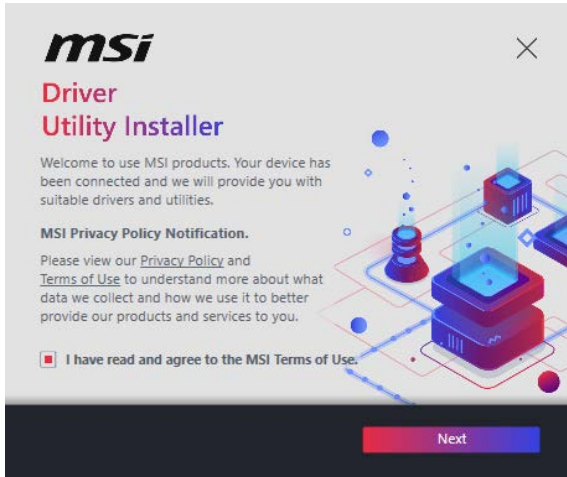 msi
Driver
Utility Installer
Welcome to use MSI products. Your device has
been connected and we will provide you with
suitable drivers and utilities.
MSI Privacy Policy Notification.
Please view our Privacy Policy and
Terms of Use to understand more about what
data we collect and how we use it to better
provide our products and services to you.
I have read and agree to the MSI Terms of Use.
Next